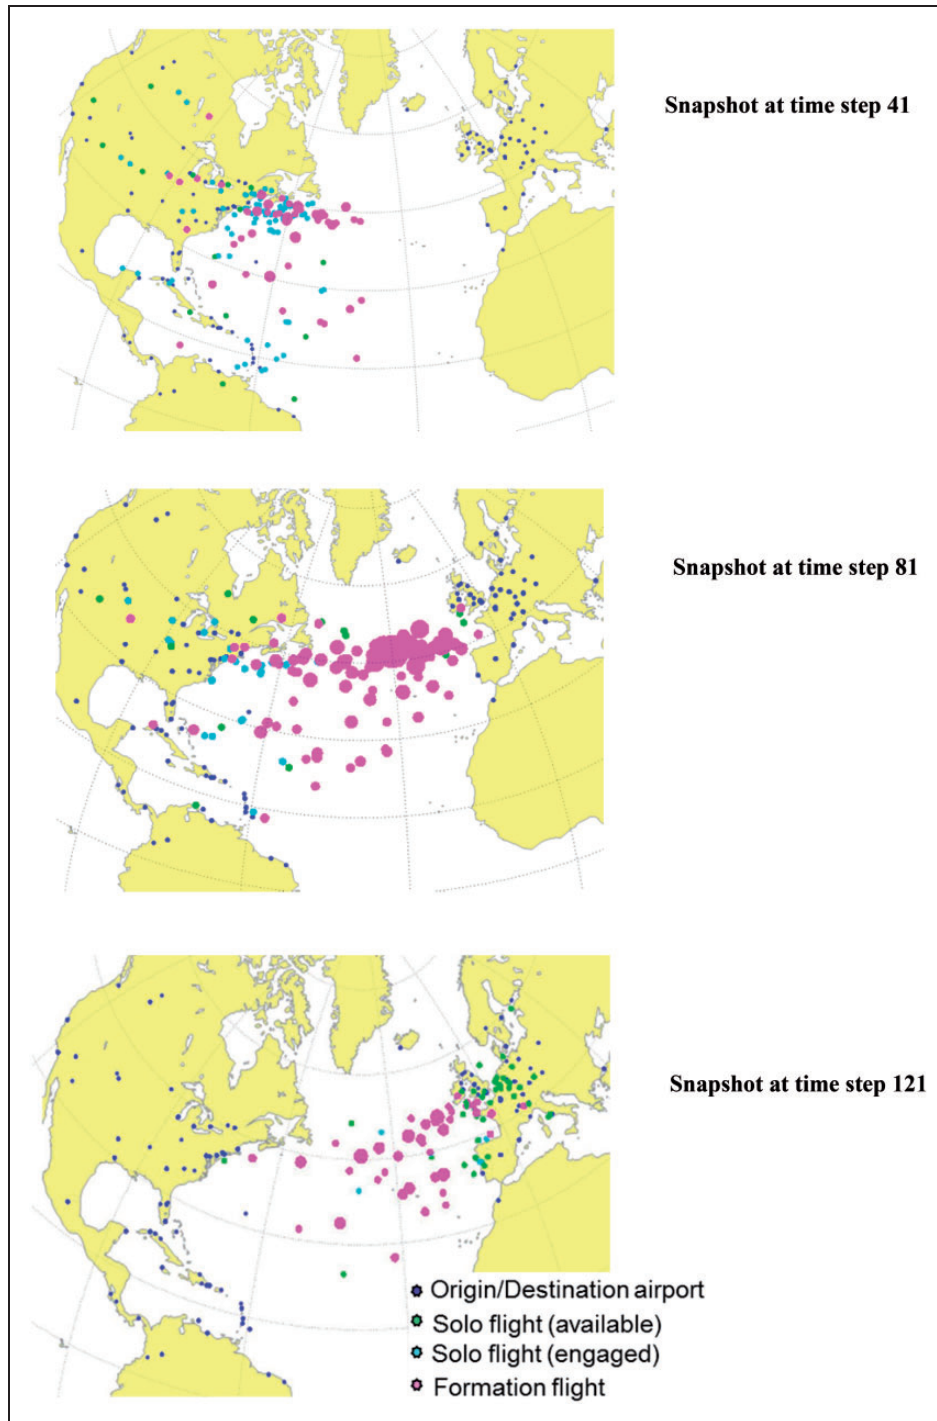 Snapshot at time step 41
Snapshot at time step 81
Snapshot at time step 121
Origin/Destination airport
Solo flight (available)
Solo flight (engaged)
Formation flight